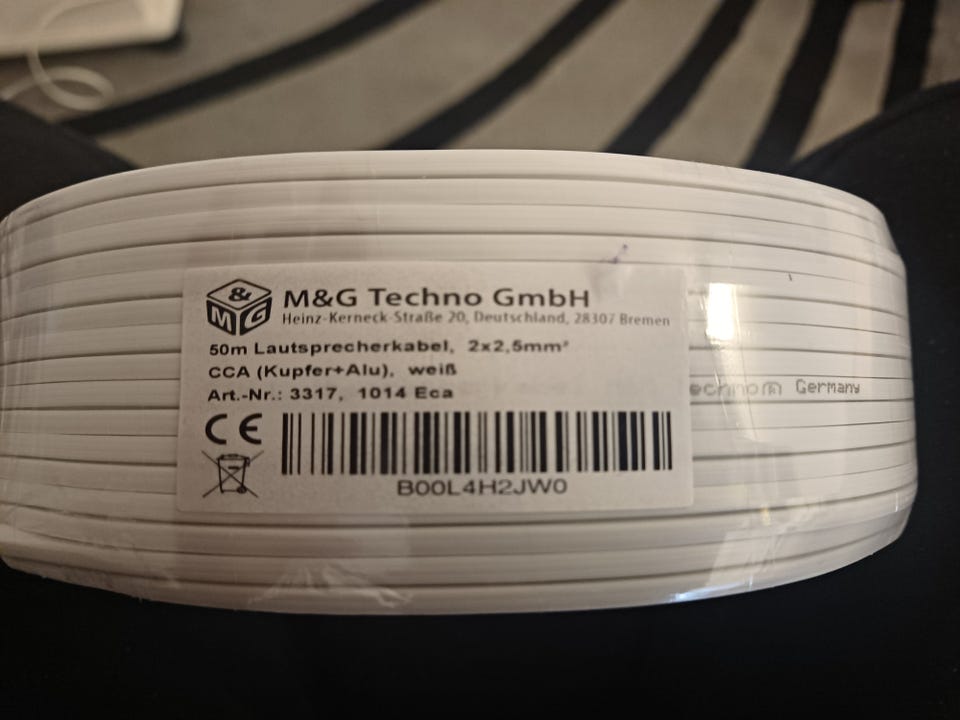 & M G
M&G Techno GmbH
Heinz-Kerneck-Straße 20, Deutschland, 28307 Bremen
50m Lautsprecherkabel, 2x2,5mm²
CCA (Kupfer+Alu), weiß
Art.-Nr.: 3317, 1014 Eca
CE
B00L4H2JW0
Germany